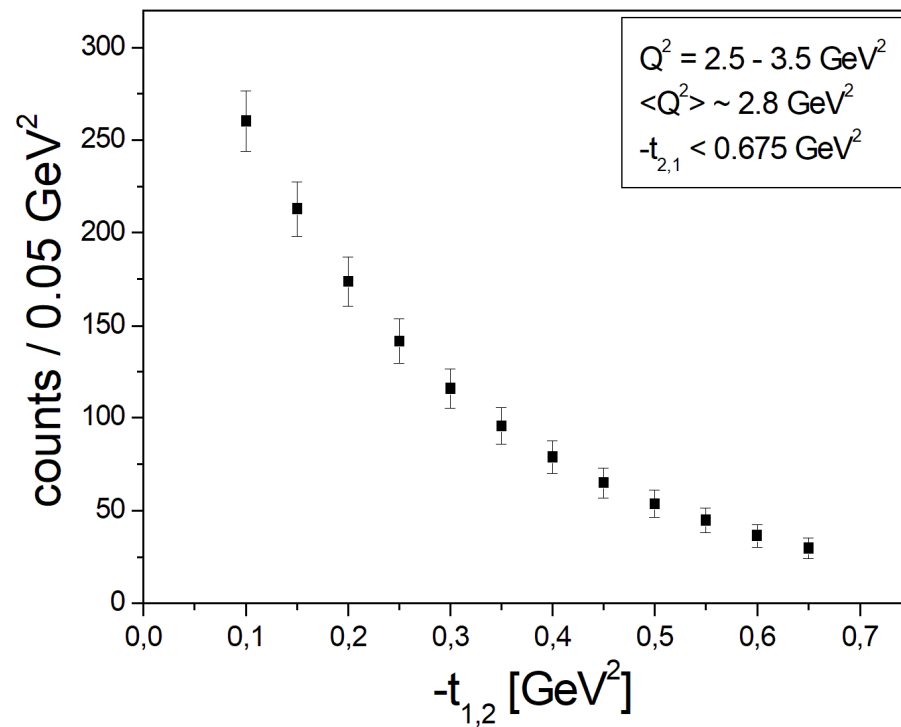 Q² = 2.5 - 3.5 GeV²
<Q²> ~ 2.8 GeV²
-t₂,₁ < 0.675 GeV²
counts / 0.05 GeV²
300
250
200
150
100
50
0
0,0 0,1 0,2 0,3 0,4 0,5 0,6 0,7
-t₁,₂ [GeV²]